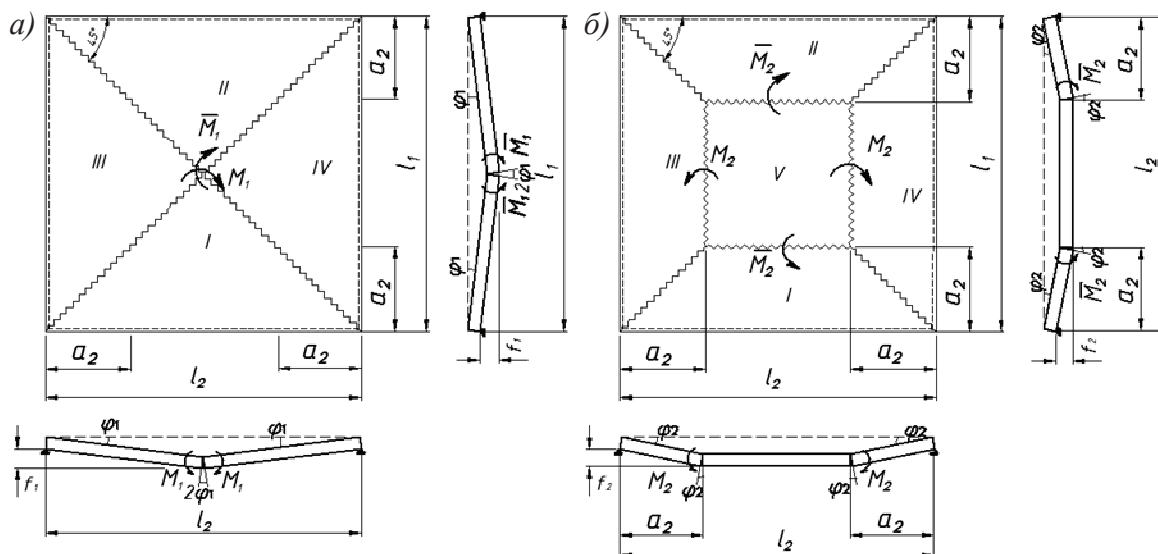 а)
45°
II
M̅₁
III
IV
M₁
I
a₂
a₂
l₁
a₂
a₂
l₂
φ1
M̅₁
2φ1
M̅₁
φ1
l₁
f₁
φ1
φ1
f₁
M₁
2φ1
M₁
l₂
б)
45°
II
M̅₂
III
M₂
V
M₂
IV
M̅₂
I
a₂
a₂
l₁
a₂
a₂
l₂
φ2
M̅₂
φ2
a₂
l₂
φ2
φ2
M̅₂
a₂
f₂
φ2
φ2
f₂
M₂
φ2
φ2
M₂
a₂
a₂
l₂